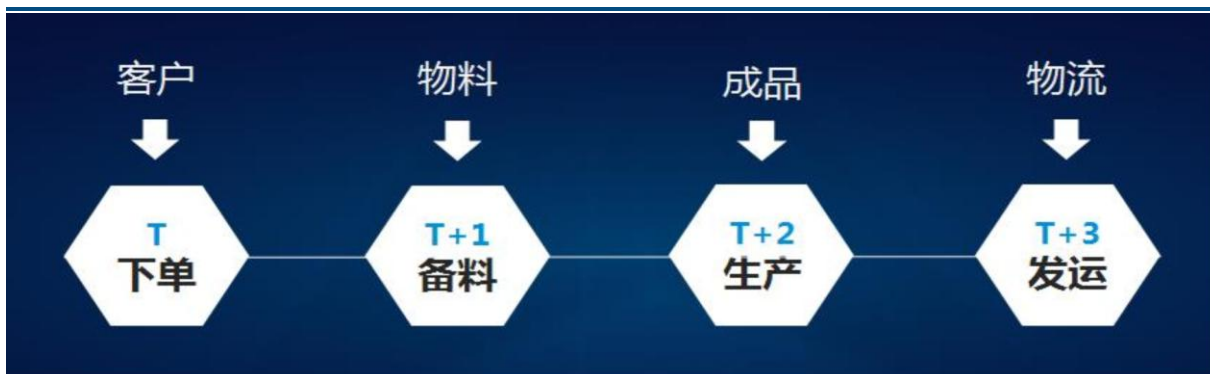 客户
物料
成品
物流
T
下单
T+1
备料
T+2
生产
T+3
发运